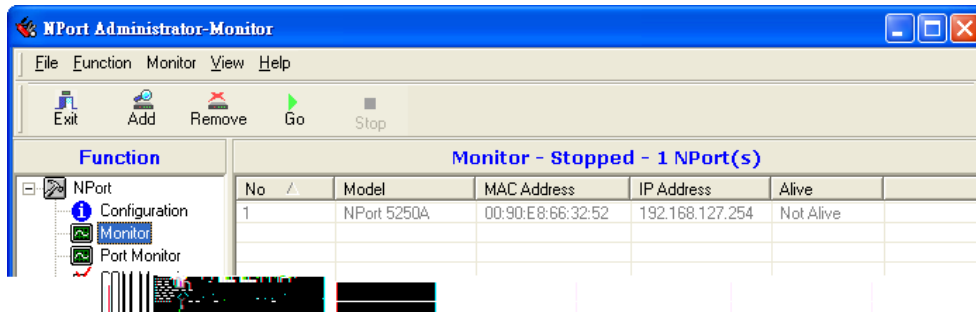 NPort Administrator-Monitor
File Function Monitor View Help
Exit Add Remove Go Stop
Function
Monitor - Stopped - 1 NPort(s)
NPort
No Model MAC Address IP Address Alive
Configuration
1 NPort 5250A 00:90:E8:66:32:52 192.168.127.254 Not Alive
Monitor
Port Monitor